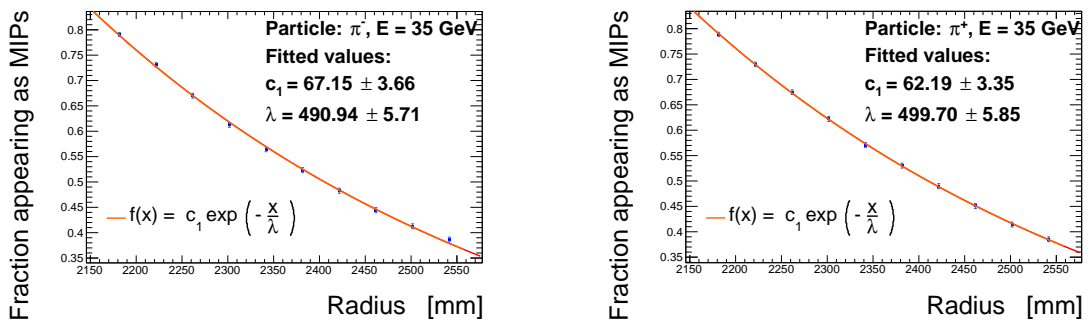 Fraction appearing as MIPs
0.8
0.75
0.7
0.65
0.6
0.55
0.5
0.45
0.4
0.35
Particle: π⁻, E = 35 GeV
Fitted values:
c₁ = 67.15 ± 3.66
λ = 490.94 ± 5.71
f(x) = c₁ exp (- x/λ)
2150 2200 2250 2300 2350 2400 2450 2500 2550
Radius [mm]
Fraction appearing as MIPs
0.8
0.75
0.7
0.65
0.6
0.55
0.5
0.45
0.4
0.35
Particle: π⁺, E = 35 GeV
Fitted values:
c₁ = 62.19 ± 3.35
λ = 499.70 ± 5.85
f(x) = c₁ exp (- x/λ)
2150 2200 2250 2300 2350 2400 2450 2500 2550
Radius [mm]